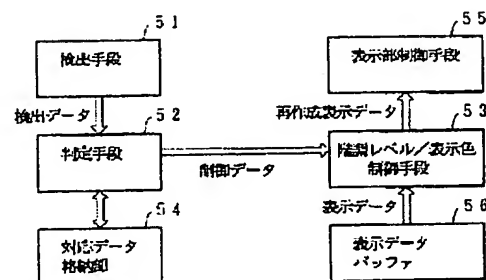 51
検出手段
検出データ
52
判定手段
制御データ
54
対応データ
格納部
55
表示部制御手段
再作成表示データ
53
階調レベル/表示色
制御手段
表示データ
56
表示データ
バッファ